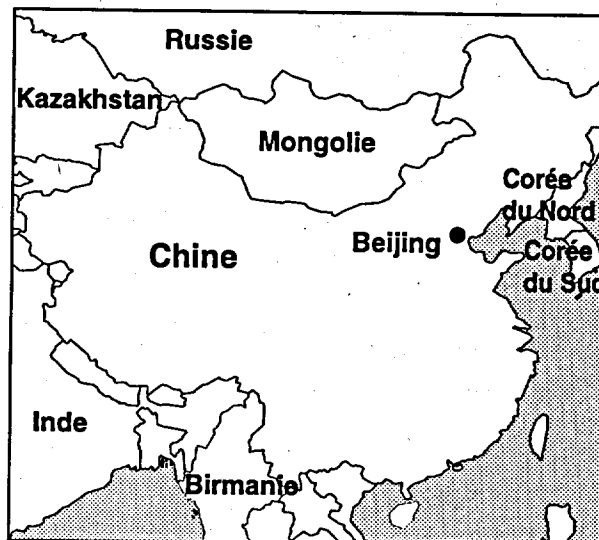 Russie
Kazakhstan
Mongolie
Corée
du Nord
Beijing
Corée
du Sud
Chine
Inde
Birmanie